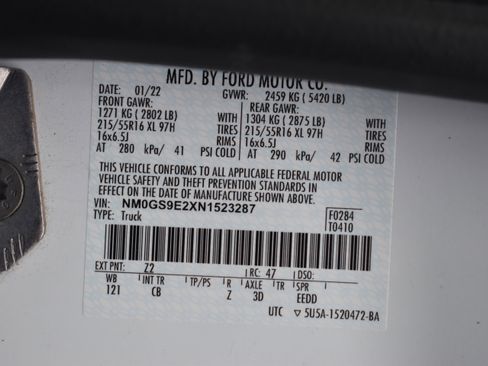 MFD. BY FORD MOTOR CO.
DATE: 01/22 GVWR: 2459 KG ( 5420 LB)
FRONT GAWR: REAR GAWR:
1271 KG ( 2802 LB) WITH 1304 KG ( 2875 LB) WITH
215/55R16 XL 97H TIRES 215/55R16 XL 97H TIRES
16x6.5J RIMS 16x6.5J RIMS
AT 280 kPa/ 41 PSI COLD AT 290 kPa/ 42 PSI COLD
THIS VEHICLE CONFORMS TO ALL APPLICABLE FEDERAL MOTOR
VEHICLE SAFETY AND THEFT PREVENTION STANDARDS IN
EFFECT ON THE DATE OF MANUFACTURE SHOWN ABOVE.
VIN: NM0GS9E2XN1523287 F0284
TYPE: Truck T0410
EXT PNT: Z2 RC: 47 DSO:
WB INT TR TP/PS R AXLE TR SPR
121 CB Z 3D EEDD
UTC 5U5A-1520472-BA